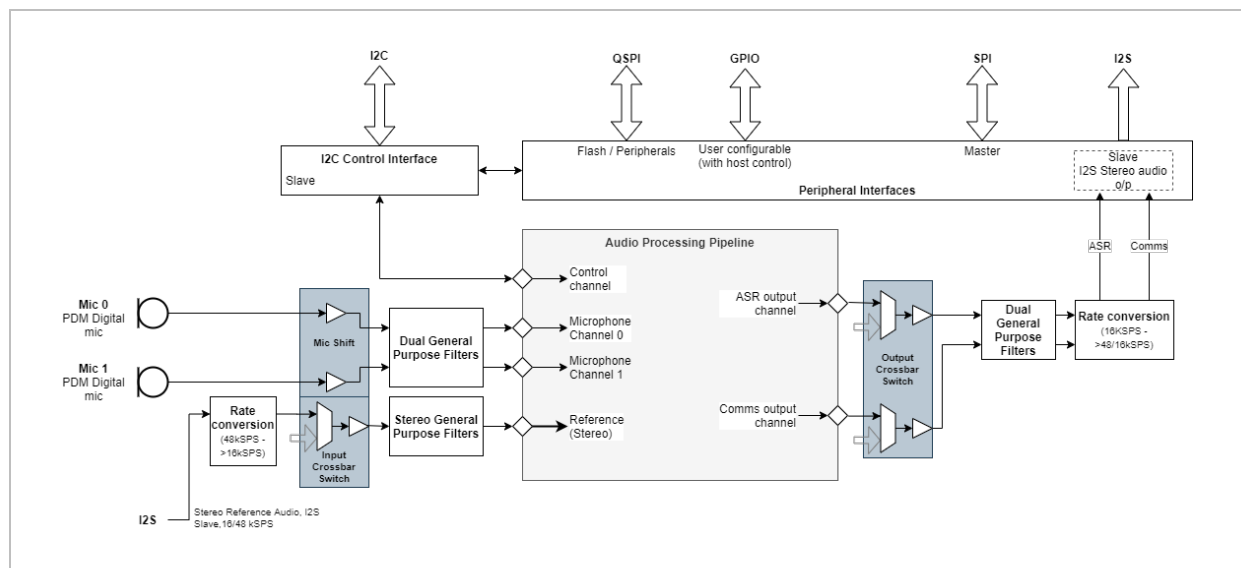 I2C
QSPI
GPIO
SPI
I2S
I2C Control Interface
Slave
Flash / Peripherals
User configurable
(with host control)
Master
Slave
I2S Stereo audio
o/p
Peripheral Interfaces
Audio Processing Pipeline
ASR
Comms
Control
channel
Mic 0
PDM Digital
mic
Mic Shift
Dual General
Purpose Filters
Microphone
Channel 0
Microphone
Channel 1
ASR output
channel
Output
Crossbar
Switch
Dual
General
Purpose
Filters
Rate conversion
(16KSPS -
>48/16kSPS)
Mic 1
PDM Digital
mic
Rate
conversion
(48kSPS -
>16kSPS)
Input
Crossbar
Switch
Stereo General
Purpose Filters
Reference
(Stereo)
Comms output
channel
I2S
Stereo Reference Audio, I2S
Slave,16/48 kSPS